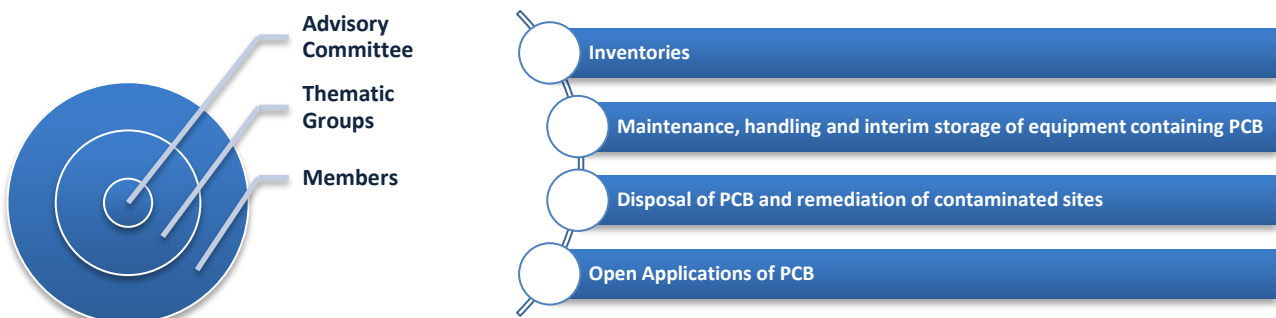 Advisory
Committee
Thematic
Groups
Members
Inventories
Maintenance, handling and interim storage of equipment containing PCB
Disposal of PCB and remediation of contaminated sites
Open Applications of PCB